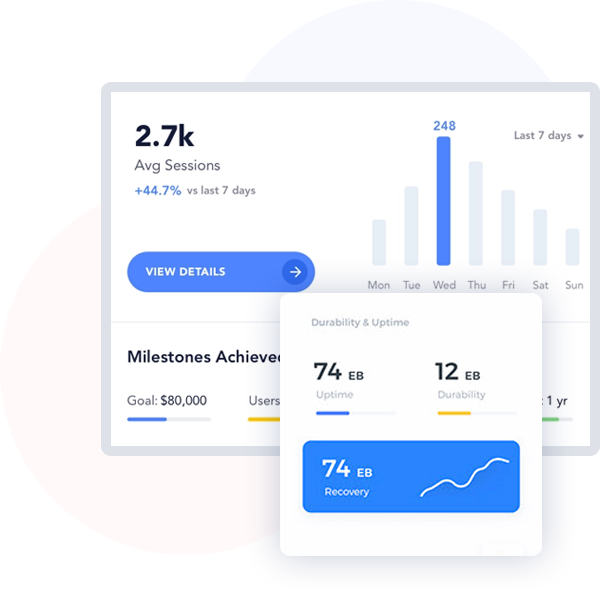 2.7k
Avg Sessions
+44.7% vs last 7 days
VIEW DETAILS
248
Last 7 days
Mon Tue Wed Thu Fri Sat Sun
Milestones Achieved
Goal: $80,000
Users
: 1 yr
Durability & Uptime
74 EB
Uptime
12 EB
Durability
74 EB
Recovery